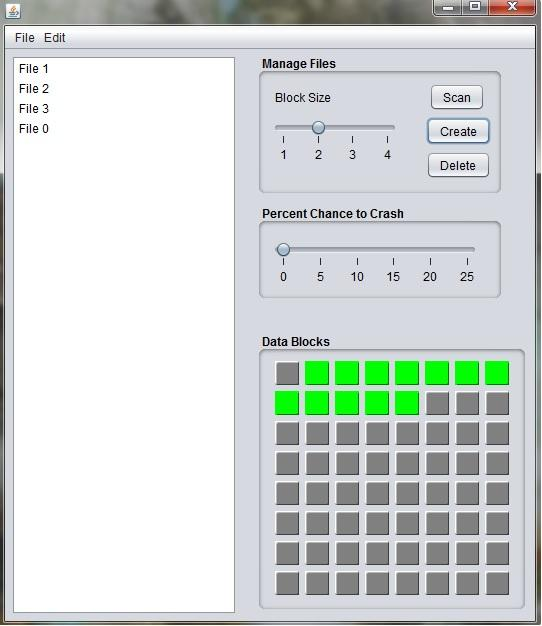 File Edit
File 1
File 2
File 3
File 0
Manage Files
Block Size
1 2 3 4
Scan
Create
Delete
Percent Chance to Crash
0 5 10 15 20 25
Data Blocks